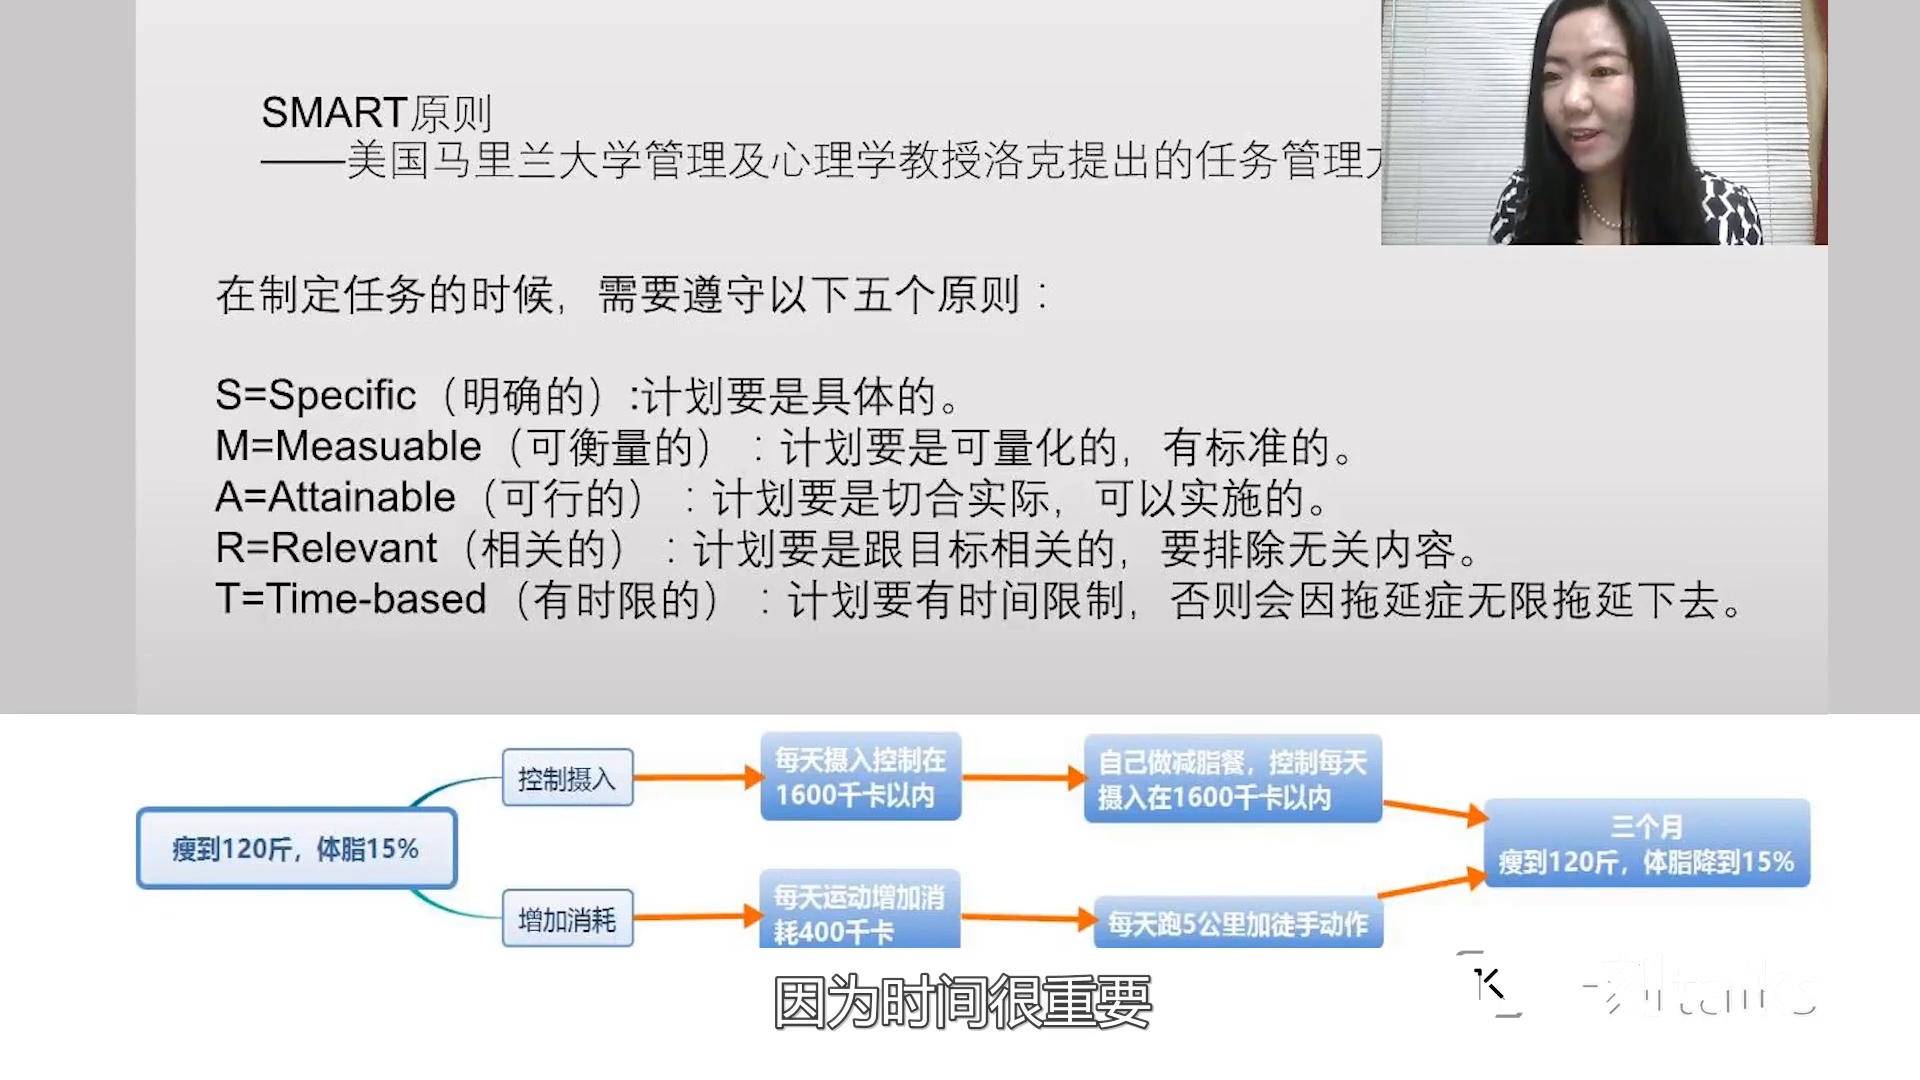 SMART原则
——美国马里兰大学管理及心理学教授洛克提出的任务管理
在制定任务的时候，需要遵守以下五个原则：
S=Specific（明确的）:计划要是具体的。
M=Measuable（可衡量的）：计划要是可量化的，有标准的。
A=Attainable（可行的）：计划要是切合实际，可以实施的。
R=Relevant（相关的）：计划要是跟目标相关的，要排除无关内容。
T=Time-based（有时限的）：计划要有时间限制，否则会因拖延症无限拖延下去。
瘦到120斤，体脂15%
控制摄入
每天摄入控制在
1600千卡以内
自己做减脂餐，控制每天
摄入在1600千卡以内
增加消耗
每天运动增加消
耗400千卡
每天跑5公里加徒手动作
三个月
瘦到120斤，体脂降到15%
因为时间很重要
一刻talks